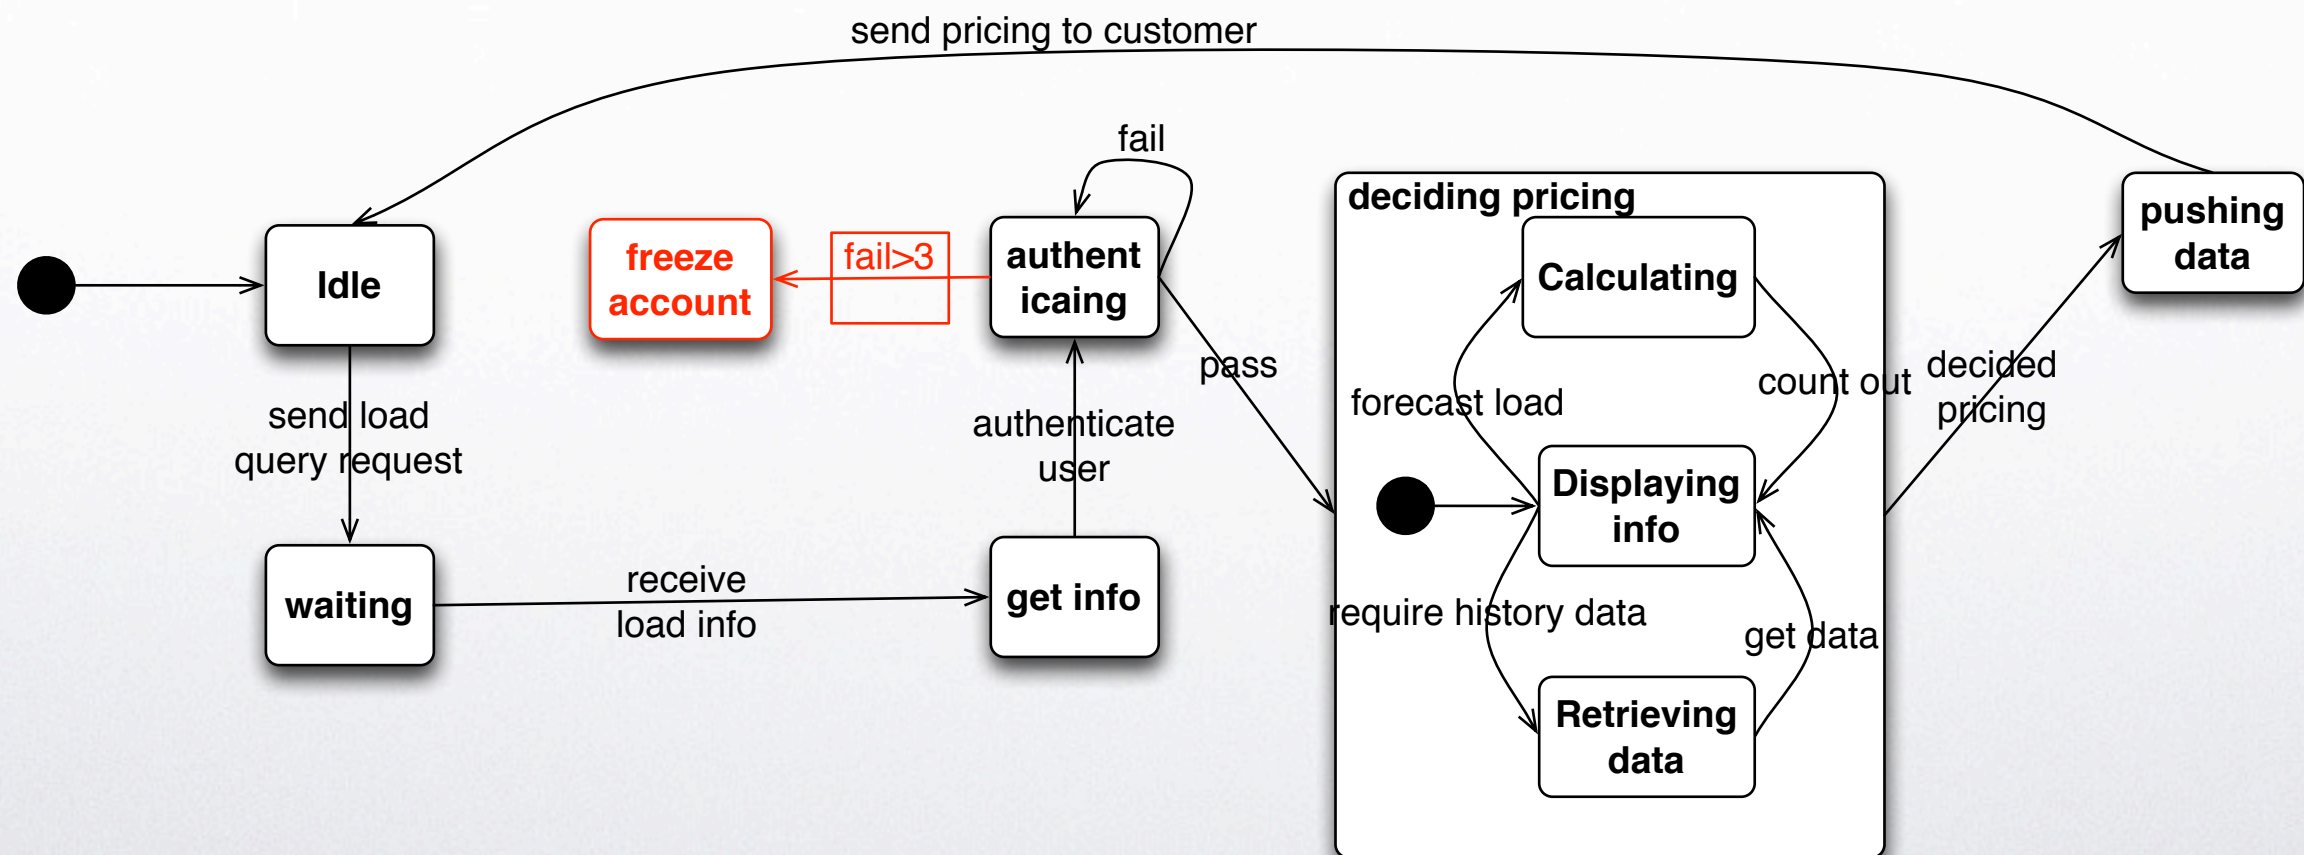 send pricing to customer
fail
deciding pricing
pushing
data
Idle
freeze
account
fail>3
authent
icaing
Calculating
pass
forecast load
count out
decided
pricing
send load
query request
authenticate
user
Displaying
info
waiting
receive
load info
get info
require history data
get data
Retrieving
data